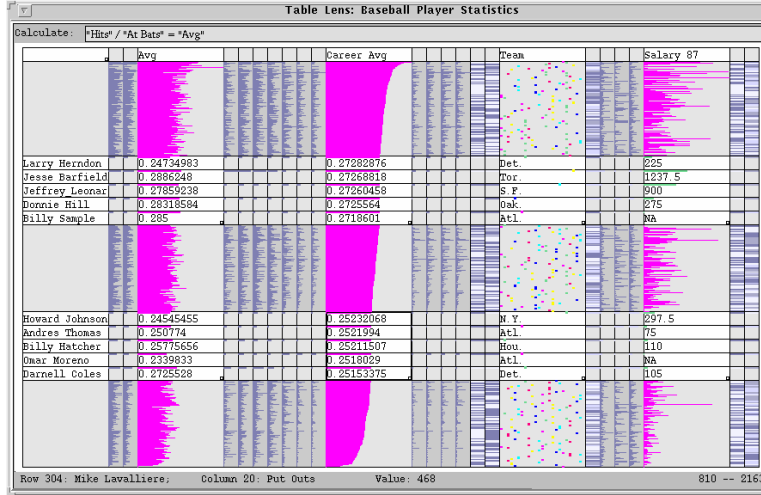 Table Lens: Baseball Player Statistics
Calculate: "Hits" / "At Bats" = "Avg"
Avg Career Avg Team Salary 87
Larry Herndon 0.24734983 0.27282876 Det. 225
Jesse Barfield 0.2886248 0.27268818 Tor. 1237.5
Jeffrey Leonar 0.27859238 0.27260458 S.F. 900
Donnie Hill 0.28318584 0.2725564 Oak. 275
Billy Sample 0.285 0.2718601 Atl. NA
Howard Johnson 0.24545455 0.25232068 N.Y. 297.5
Andres Thomas 0.250774 0.2521994 Atl. 75
Billy Hatcher 0.25775656 0.25211507 Hou. 110
Omar Moreno 0.2339833 0.2518029 Atl. NA
Darnell Coles 0.2725528 0.25153375 Det. 105
Row 304: Mike Lavalliere; Column 20: Put Outs Value: 468 810 -- 2163